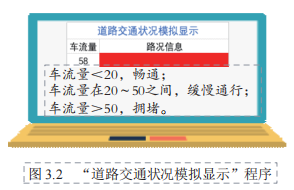 道路交通状况模拟显示
车流量 路况信息
58
车流量<20，畅通；
车流量在20~50之间，缓慢通行；
车流量>50，拥堵。
图 3.2 “道路交通状况模拟显示”程序